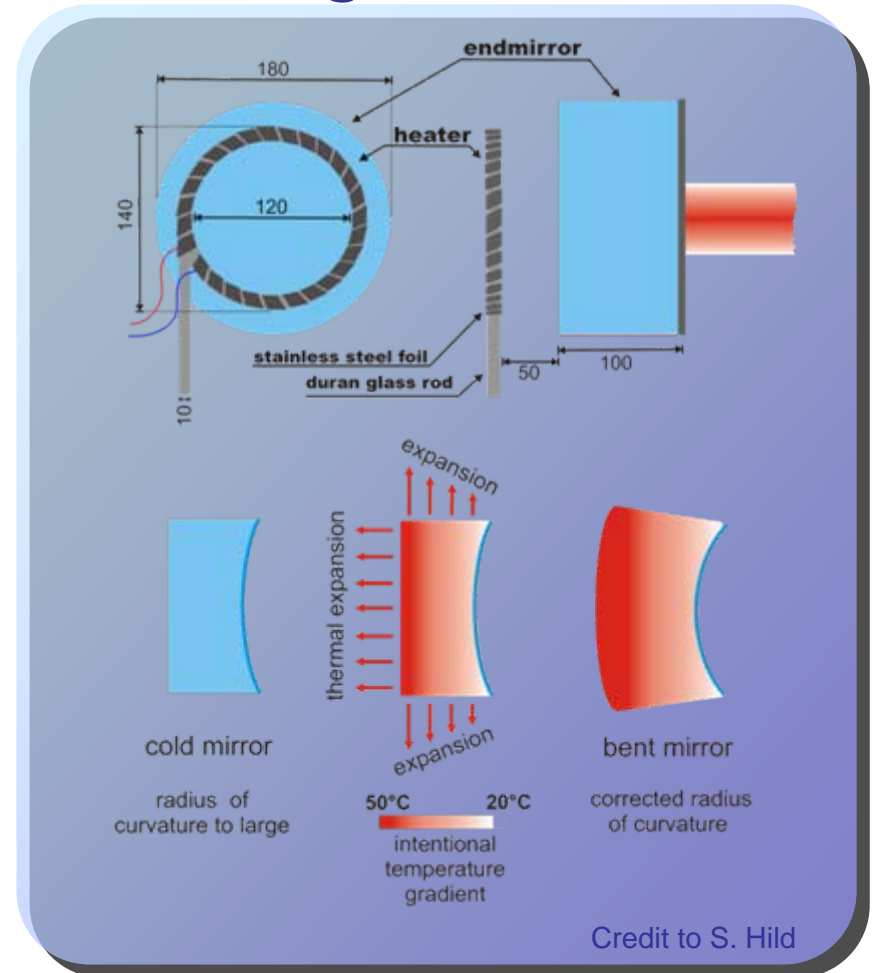 endmirror
180
heater
140
120
stainless steel foil
duran glass rod
50
100
10
expansion
thermal expansion
expansion
cold mirror
bent mirror
radius of
curvature to large
50°C 20°C
intentional
temperature
gradient
corrected radius
of curvature
Credit to S. Hild